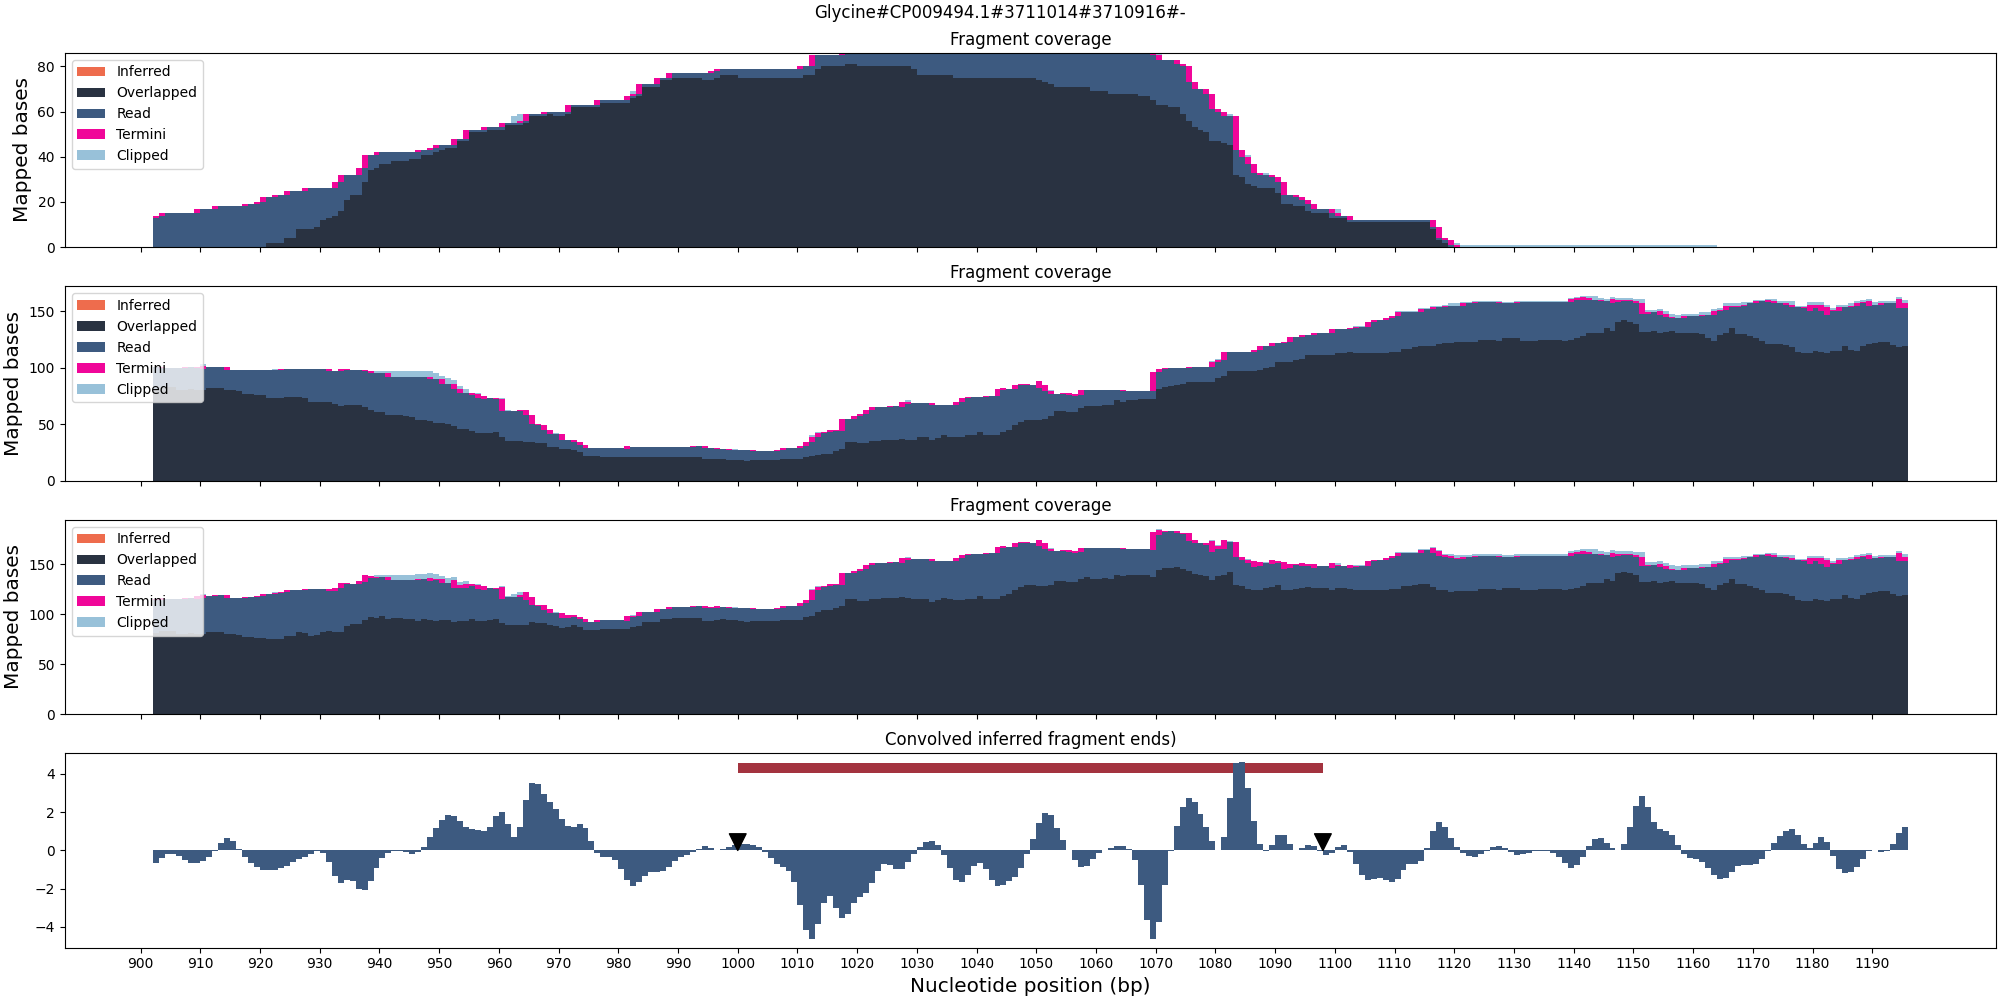 Glycine#CP009494.1#3711014#3710916#-
Fragment coverage
Mapped bases
80
60
40
20
0
Inferred
Overlapped
Read
Termini
Clipped
Fragment coverage
Mapped bases
150
100
50
0
Inferred
Overlapped
Read
Termini
Clipped
Fragment coverage
Mapped bases
150
100
50
0
Inferred
Overlapped
Read
Termini
Clipped
Convolved inferred fragment ends)
4
2
0
−2
−4
900 910 920 930 940 950 960 970 980 990 1000 1010 1020 1030 1040 1050 1060 1070 1080 1090 1100 1110 1120 1130 1140 1150 1160 1170 1180 1190
Nucleotide position (bp)